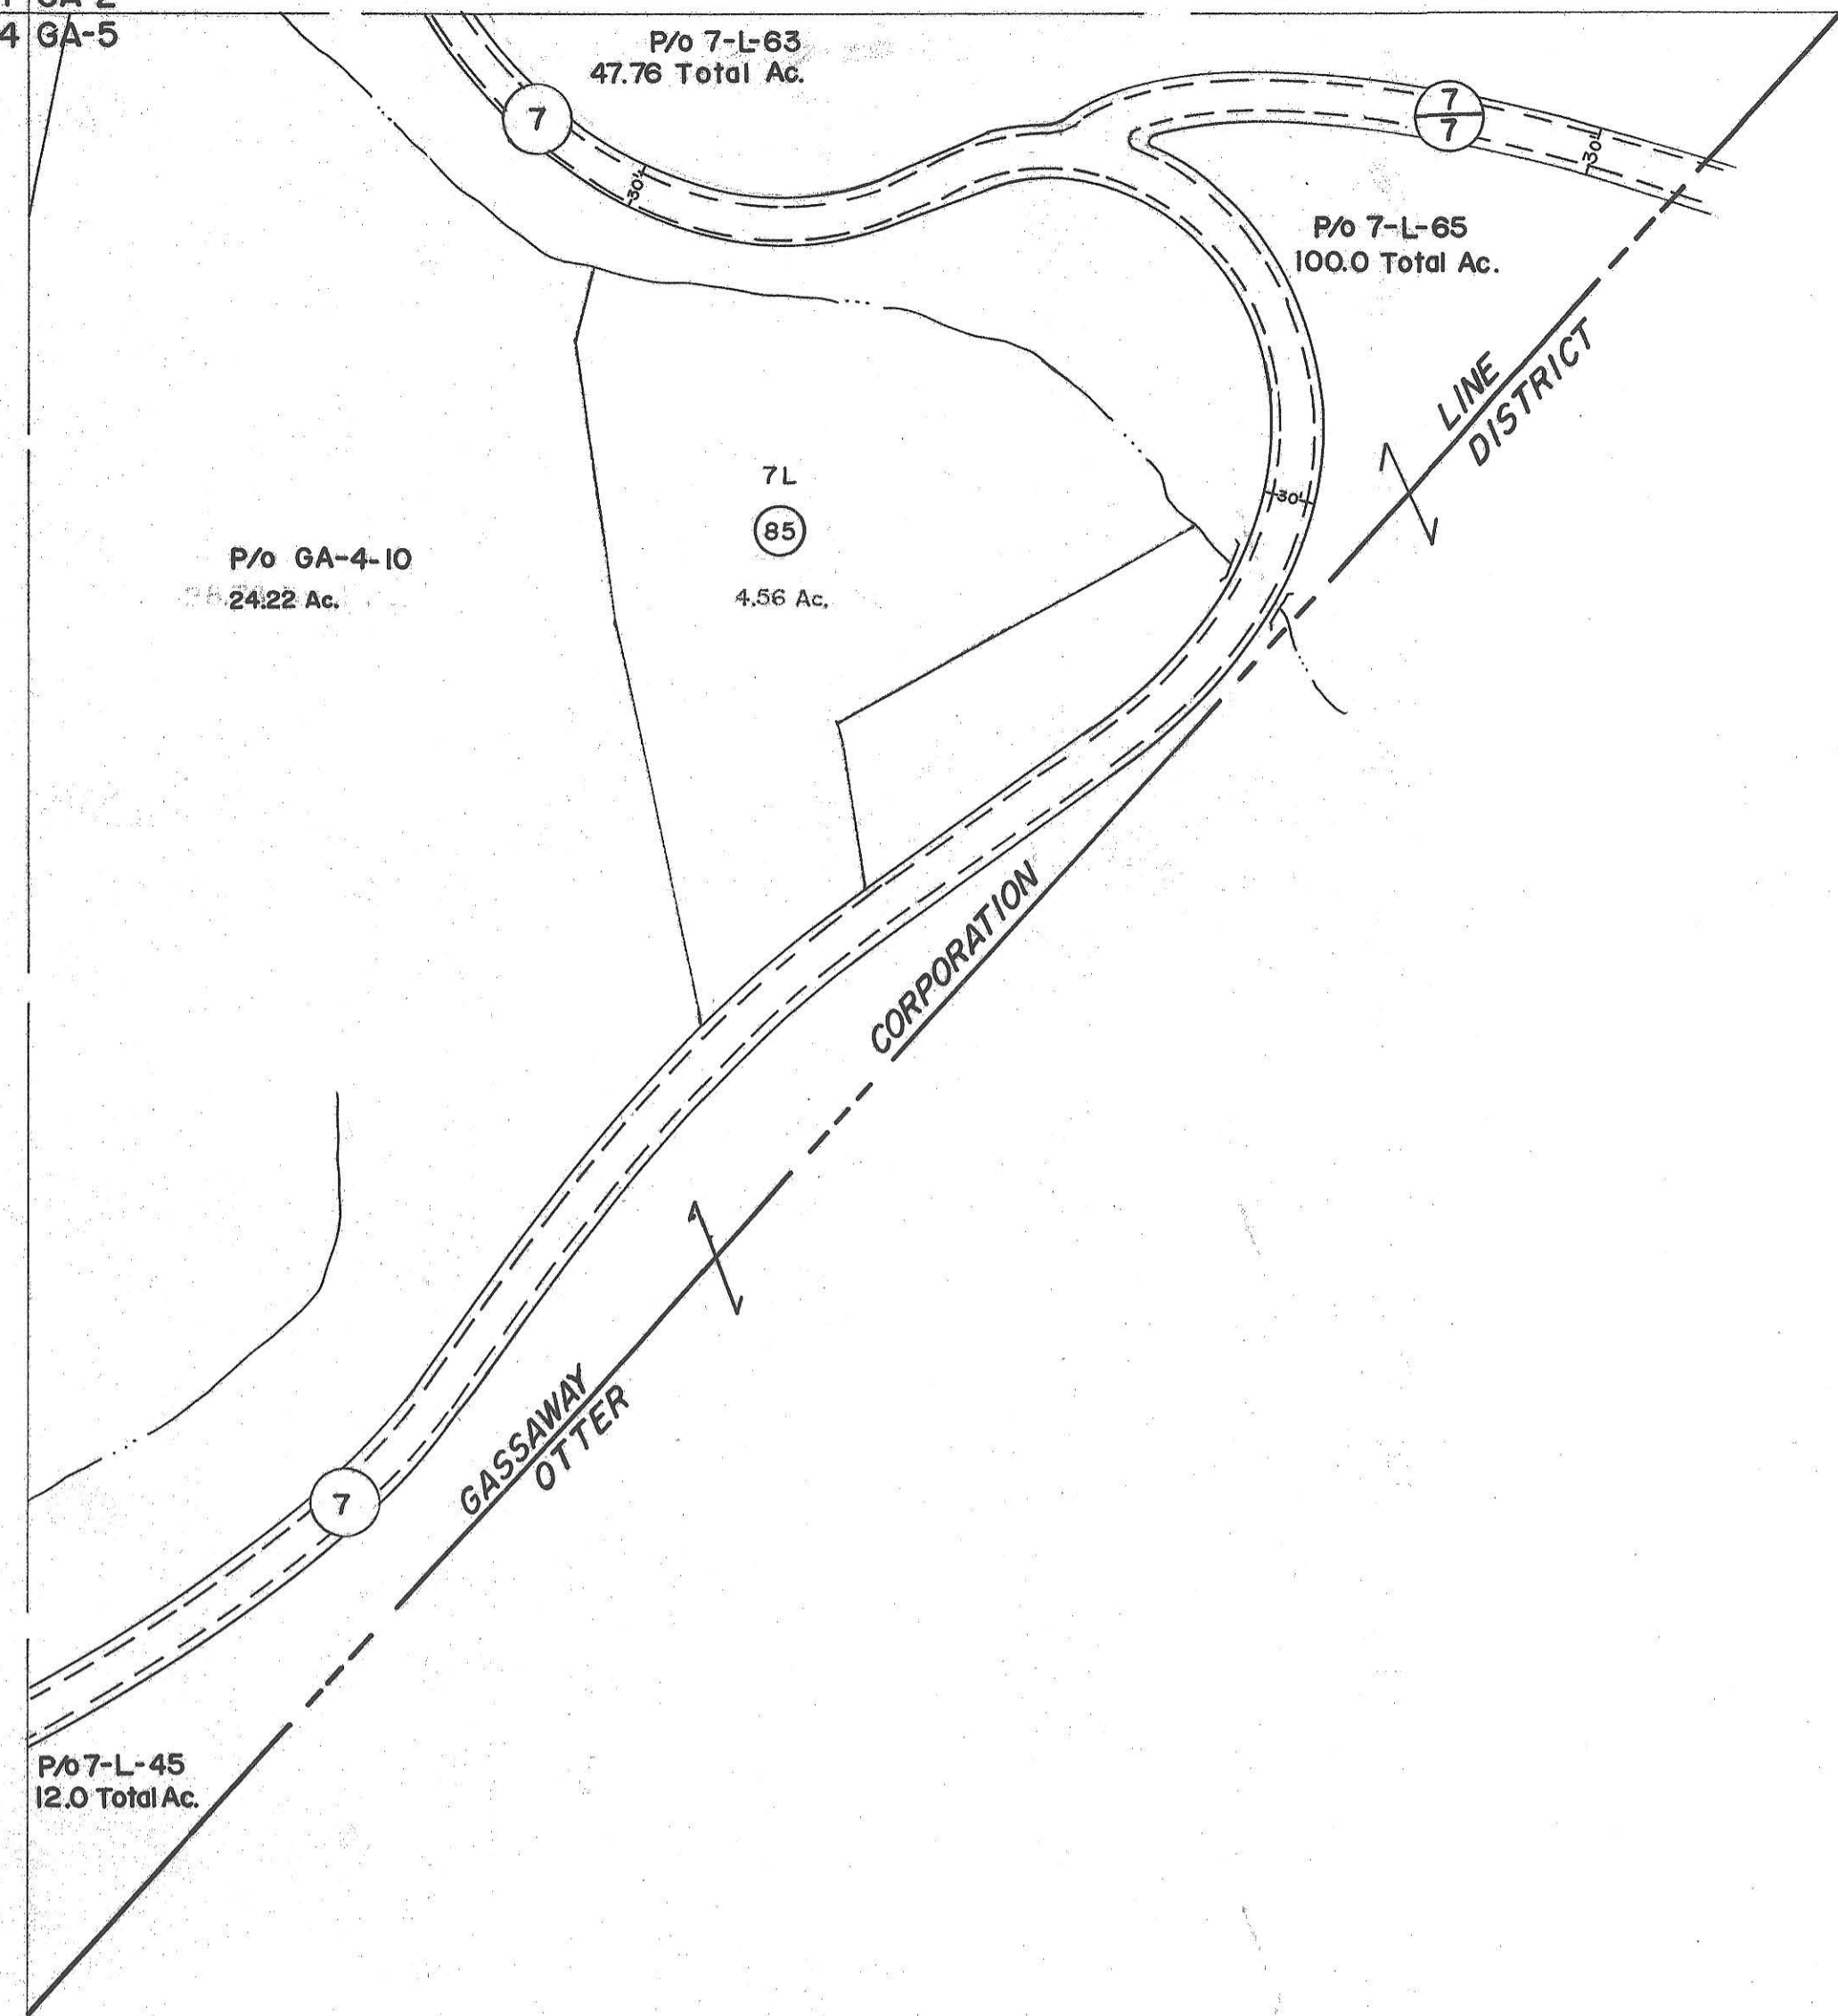 4 GA-5
P/o 7-L-63
47.76 Total Ac.
7
7
7
30'
30'
P/o 7-L-65
100.0 Total Ac.
LINE
DISTRICT
7L
85
4.56 Ac.
30'
P/o GA-4-10
24.22 Ac.
CORPORATION
GASSAWAY
OTTER
7
P/o 7-L-45
12.0 Total Ac.